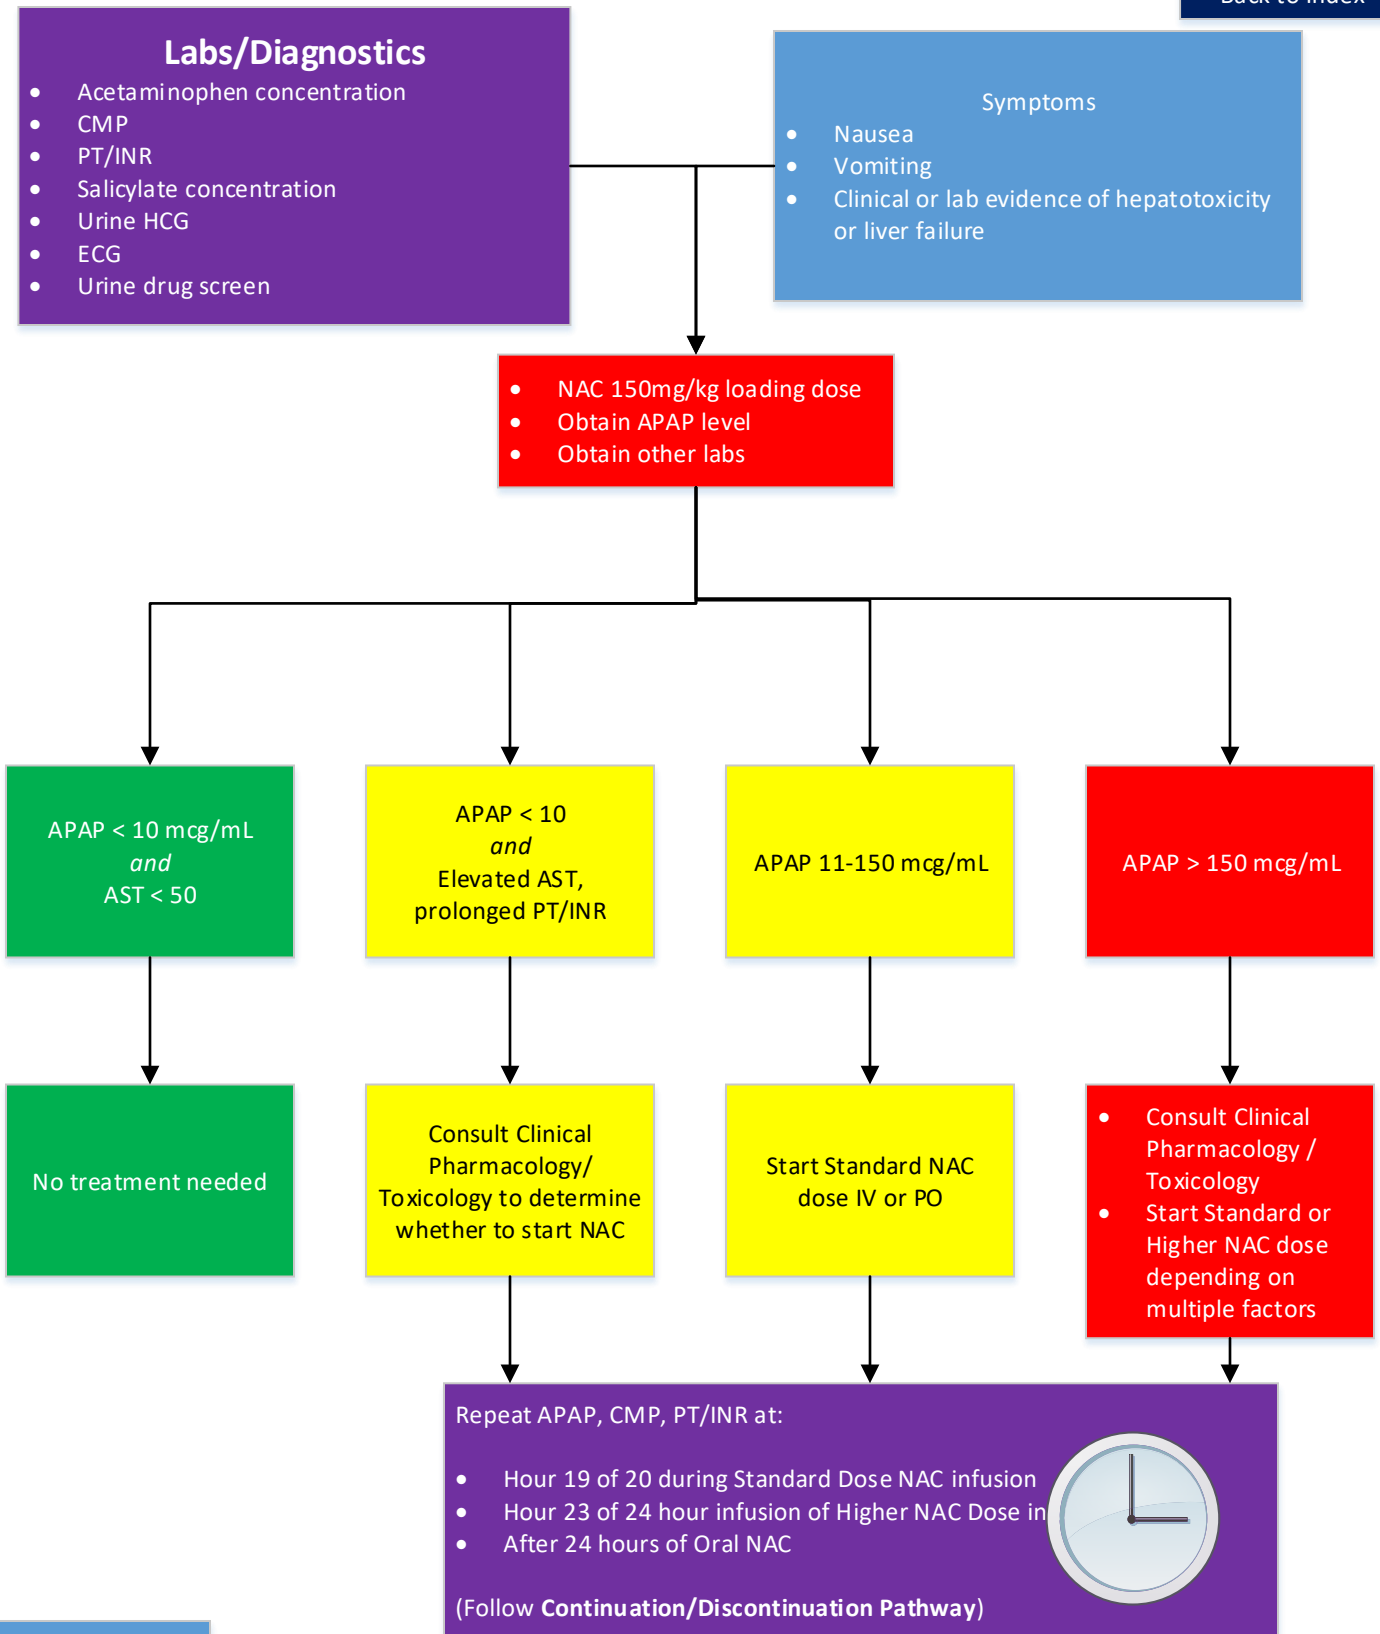 Back to Index
Labs/Diagnostics
• Acetaminophen concentration
• CMP
• PT/INR
• Salicylate concentration
• Urine HCG
• ECG
• Urine drug screen
Symptoms
• Nausea
• Vomiting
• Clinical or lab evidence of hepatotoxicity
or liver failure
• NAC 150mg/kg loading dose
• Obtain APAP level
• Obtain other labs
APAP < 10 mcg/mL
and
AST < 50
APAP < 10
and
Elevated AST,
prolonged PT/INR
APAP 11-150 mcg/mL
APAP > 150 mcg/mL
No treatment needed
Consult Clinical
Pharmacology/
Toxicology to determine
whether to start NAC
Start Standard NAC
dose IV or PO
• Consult Clinical
Pharmacology /
Toxicology
• Start Standard or
Higher NAC dose
depending on
multiple factors
Repeat APAP, CMP, PT/INR at:
• Hour 19 of 20 during Standard Dose NAC infusion
• Hour 23 of 24 hour infusion of Higher NAC Dose in
• After 24 hours of Oral NAC
(Follow Continuation/Discontinuation Pathway)